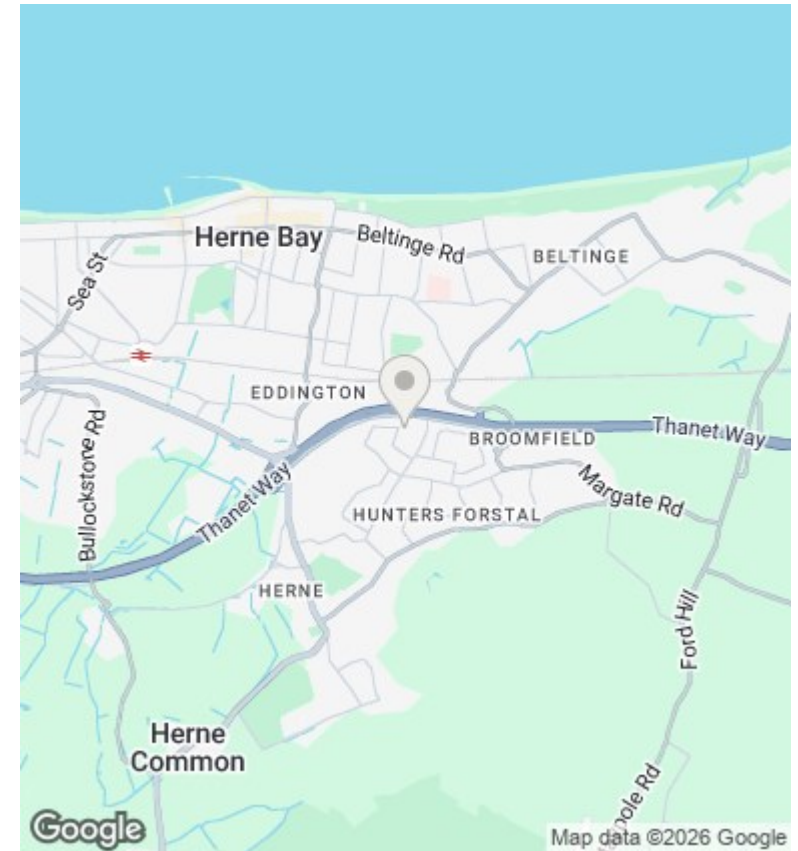 Herne Bay
Beltinge Rd
BELTINGE
Sea St
EDDINGTON
BROOMFIELD
Thanet Way
Bullockstone Rd
Thanet Way
HUNTERS FORSTAL
Margate Rd
HERNE
Ford Hill
Herne
Common
Google
Map data ©2026 Google